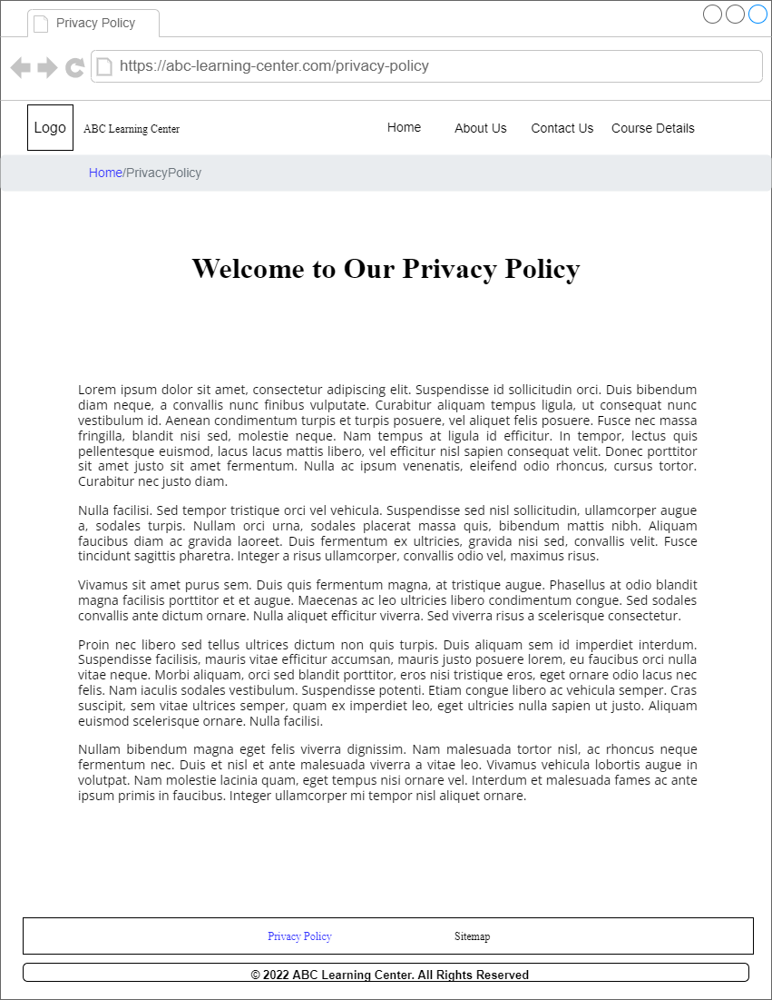 Privacy Policy
https://abc-learning-center.com/privacy-policy
Logo
ABC Learning Center
Home
About Us
Contact Us
Course Details
Home/PrivacyPolicy
Welcome to Our Privacy Policy
Lorem ipsum dolor sit amet, consectetur adipiscing elit. Suspendisse id sollicitudin orci. Duis bibendum
diam neque, a convallis nunc finibus vulputate. Curabitur aliquam tempus ligula, ut consequat nunc
vestibulum id. Aenean condimentum turpis et turpis posuere, vel aliquet felis posuere. Fusce nec massa
fringilla, blandit nisi sed, molestie neque. Nam tempus at ligula id efficitur. In tempor, lectus quis
pellentesque euismod, lacus lacus mattis libero, vel efficitur nisl sapien consequat velit. Donec porttitor
sit amet justo sit amet fermentum. Nulla ac ipsum venenatis, eleifend odio rhoncus, cursus tortor.
Curabitur nec justo diam.
Nulla facilisi. Sed tempor tristique orci vel vehicula. Suspendisse sed nisl sollicitudin, ullamcorper augue
a, sodales turpis. Nullam orci urna, sodales placerat massa quis, bibendum mattis nibh. Aliquam
faucibus diam ac gravida laoreet. Duis fermentum ex ultricies, gravida nisi sed, convallis velit. Fusce
tincidunt sagittis pharetra. Integer a risus ullamcorper, convallis odio vel, maximus risus.
Vivamus sit amet purus sem. Duis quis fermentum magna, at tristique augue. Phasellus at odio blandit
magna facilisis porttitor et et augue. Maecenas ac leo ultricies libero condimentum congue. Sed sodales
convallis ante dictum ornare. Nulla aliquet efficitur viverra. Sed viverra risus a scelerisque consectetur.
Proin nec libero sed tellus ultrices dictum non quis turpis. Duis aliquam sem id imperdiet interdum.
Suspendisse facilisis, mauris vitae efficitur accumsan, mauris justo posuere lorem, eu faucibus orci nulla
vitae neque. Morbi aliquam, orci sed blandit porttitor, eros nisi tristique eros, eget ornare odio lacus nec
felis. Nam iaculis sodales vestibulum. Suspendisse potenti. Etiam congue libero ac vehicula semper. Cras
suscipit, sem vitae ultrices semper, quam ex imperdiet leo, eget ultricies nulla sapien ut justo. Aliquam
euismod scelerisque ornare. Nulla facilisi.
Nullam bibendum magna eget felis viverra dignissim. Nam malesuada tortor nisl, ac rhoncus neque
fermentum nec. Duis et nisl et ante malesuada viverra a vitae leo. Vivamus vehicula lobortis augue in
volutpat. Nam molestie lacinia quam, eget tempus nisi ornare vel. Interdum et malesuada fames ac ante
ipsum primis in faucibus. Integer ullamcorper mi tempor nisl aliquet ornare.
Privacy Policy
Sitemap
© 2022 ABC Learning Center. All Rights Reserved